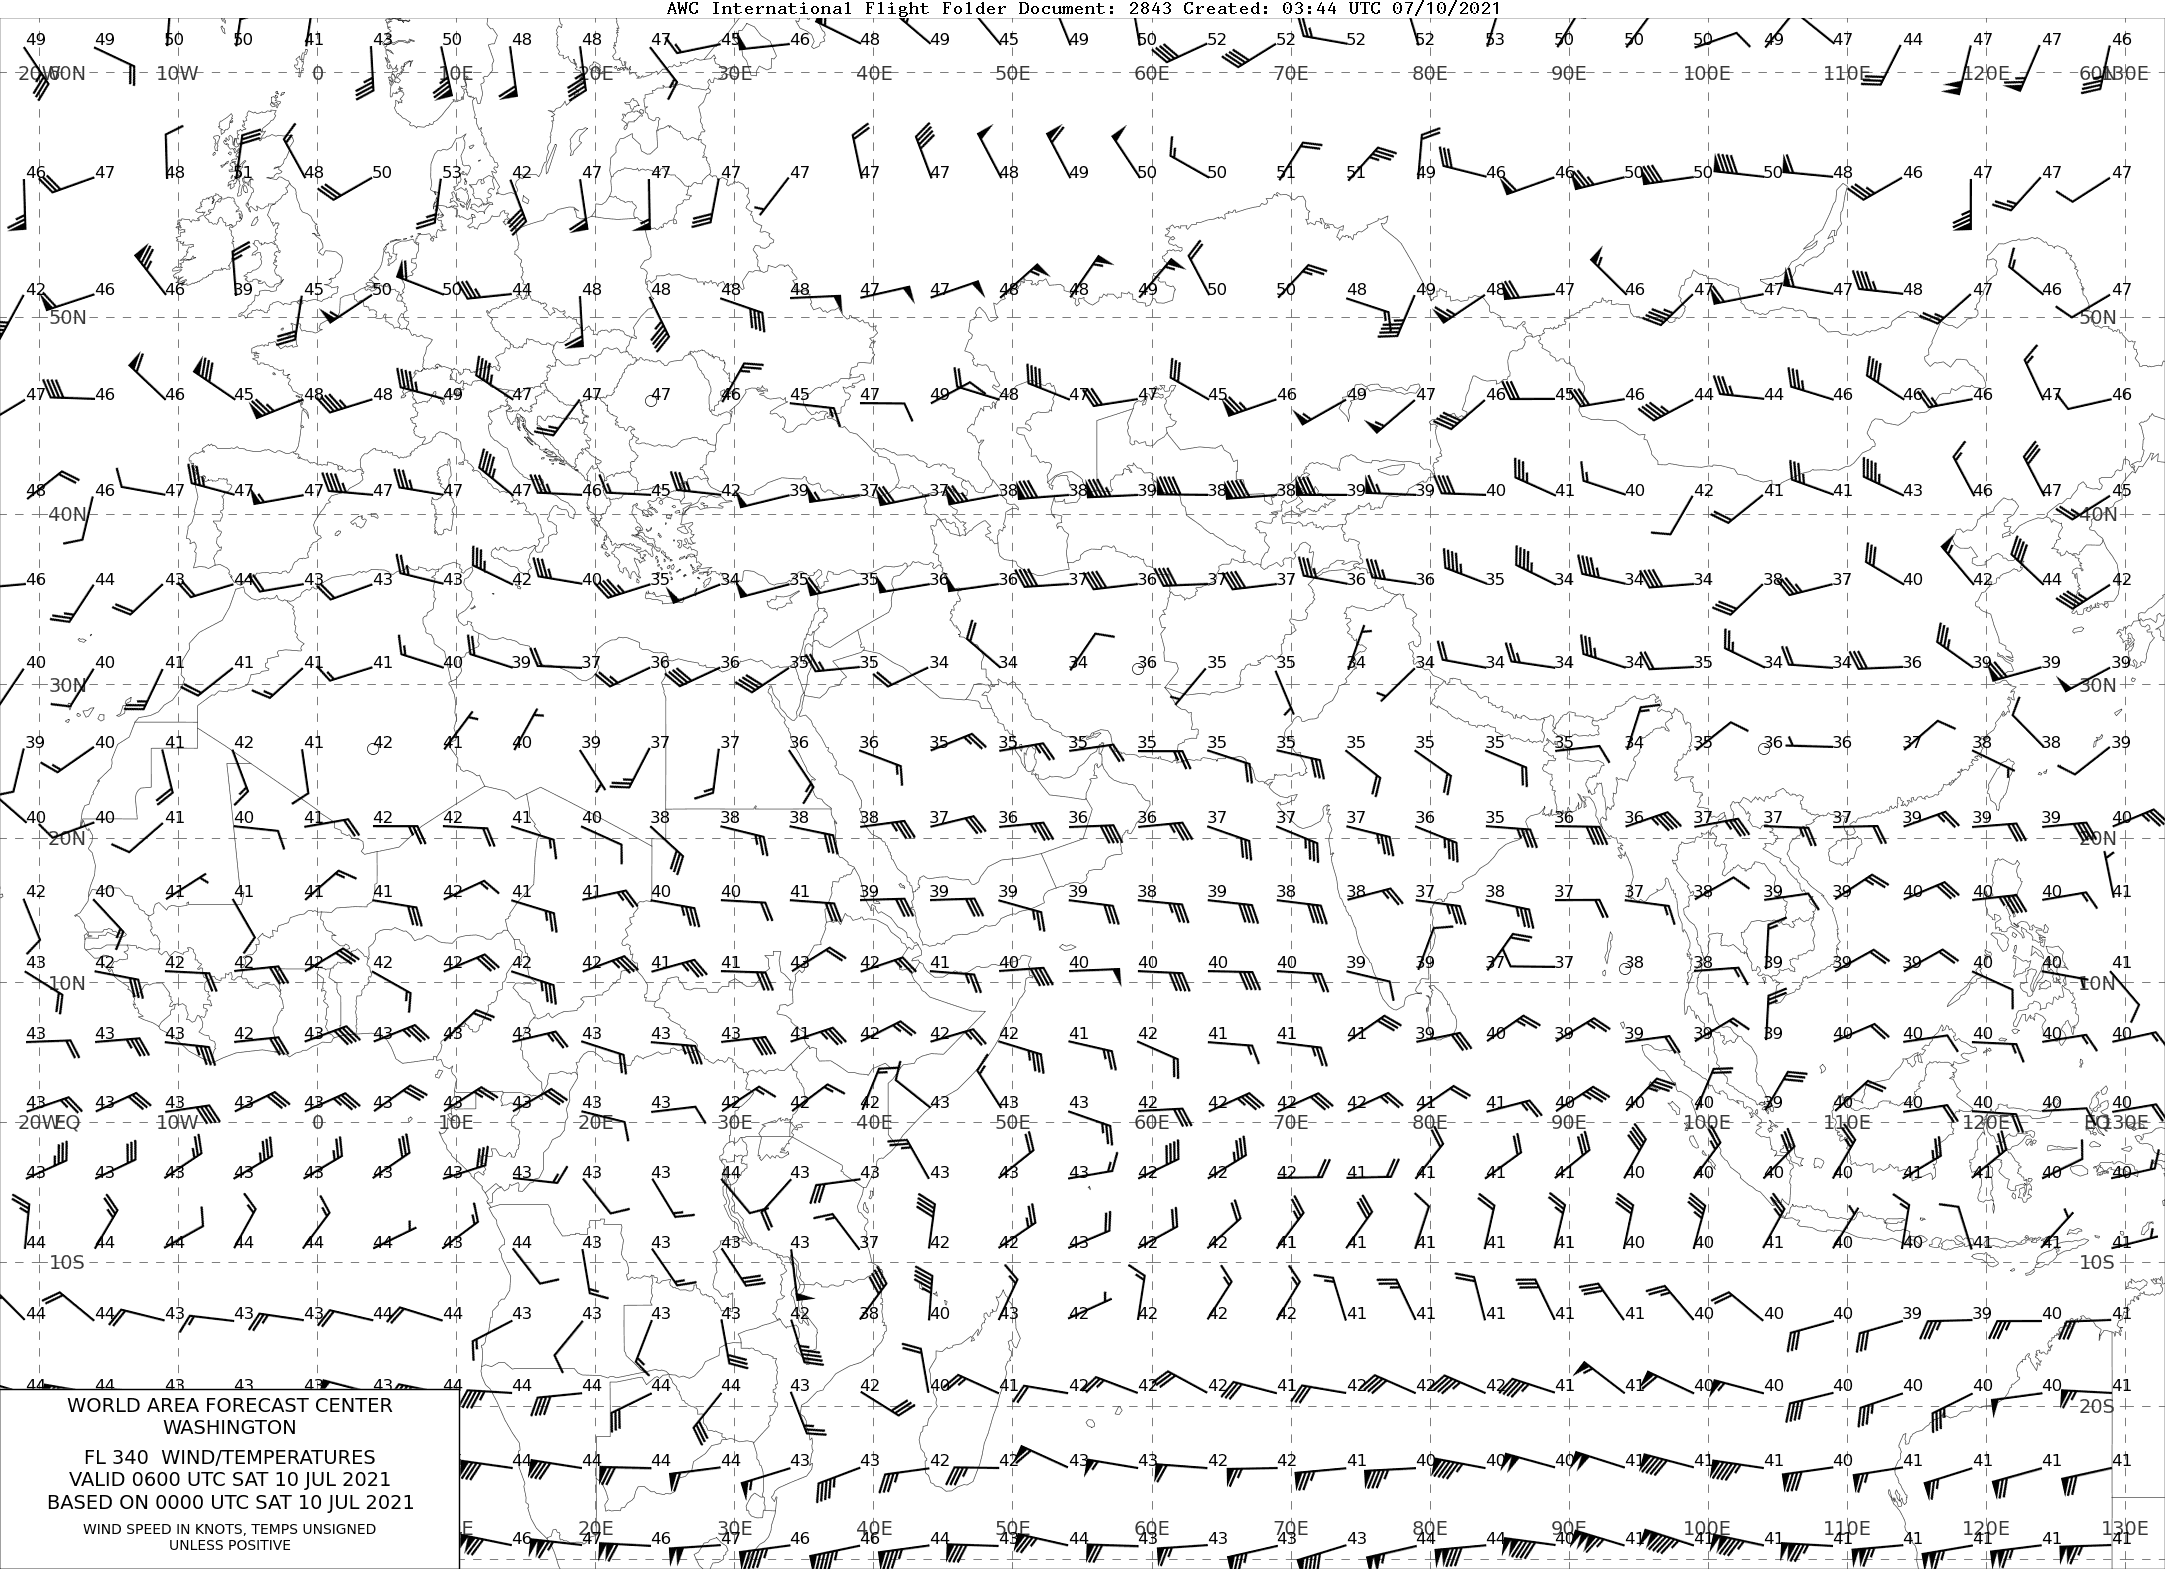 AWC International Flight Folder Document: 2843 Created: 03:44 UTC 07/10/2021
49 49 50 50 41 43 50 48 48 47 45 46 48 49 45 49 50 52 52 52 52 53 50 50 50 49 47 44 47 47 46
20W 60N 10W 0 10E 20E 30E 40E 50E 60E 70E 80E 90E 100E 110E 120E 60N 130E
46 47 48 51 48 50 53 42 47 47 47 47 47 47 48 49 50 50 51 51 49 46 46 50 50 50 48 46 47 47 47
42 46 46 39 45 50 50 44 48 48 48 48 47 47 48 48 49 50 50 48 49 48 47 46 47 47 47 48 47 46 47
50N 50N
47 46 46 45 48 48 49 47 47 47 46 45 47 49 48 47 47 45 46 49 47 46 45 46 44 44 46 46 46 47 46
48 46 47 47 47 47 47 47 46 45 42 39 37 37 38 38 39 38 38 39 39 40 41 40 42 41 41 43 46 47 45
40N 40N
46 44 43 44 43 43 43 42 40 35 34 35 35 36 36 37 36 37 37 36 36 35 34 34 34 38 37 40 42 44 42
40 40 41 41 41 41 40 39 37 36 36 35 35 34 34 34 36 35 35 34 34 34 34 34 35 34 34 36 39 39 39
30N 30N
39 40 41 42 41 42 41 40 39 37 37 36 36 35 35 35 35 35 35 35 35 35 35 34 35 36 36 37 38 38 39
40 40 41 40 41 42 42 41 40 38 38 38 38 37 36 36 36 37 37 37 36 35 36 36 37 37 37 39 39 39 40
20N 20N
42 40 41 41 41 41 42 41 41 40 40 41 39 39 39 39 38 39 38 38 37 38 37 37 38 39 39 40 40 40 41
43 42 42 42 42 42 42 42 42 41 41 43 42 41 40 40 40 40 40 39 39 37 37 38 38 39 39 39 40 40 41
10N 10N
43 43 43 42 43 43 43 43 43 43 43 41 42 42 42 41 42 41 41 41 39 40 39 39 39 39 40 40 40 40 40
43 43 43 43 43 43 43 43 43 43 42 42 42 43 43 43 42 42 42 42 41 41 40 40 40 39 40 40 40 40 40
20W EQ 10W 0 10E 20E 30E 40E 50E 60E 70E 80E 90E 100E 110E 120E EQ 130E
43 43 43 43 43 43 43 43 43 43 44 43 43 43 43 43 42 42 42 41 41 41 41 40 40 40 40 41 41 40 40
44 44 44 44 44 44 43 44 43 43 43 43 37 42 42 43 42 42 41 41 41 41 41 40 40 41 40 40 41 41 41
10S 10S
44 44 43 43 43 44 44 43 43 43 43 42 38 40 43 42 42 42 42 41 41 41 41 41 40 40 40 39 39 40 41
44 44 43 43 43 43 44 44 44 44 44 43 42 40 41 42 42 42 41 42 42 42 41 41 40 40 40 40 40 40 41
20S
44 44 44 44 43 43 42 42 43 43 42 42 41 40 40 40 41 41 41 40 41 41 41 41
E 20E 30E 40E 50E 60E 70E 80E 90E 100E 110E 120E 130E
46 47 46 47 46 46 44 43 44 43 43 43 43 44 44 42 41 41 41 41 41 41 41 41
WORLD AREA FORECAST CENTER
WASHINGTON
FL 340 WIND/TEMPERATURES
VALID 0600 UTC SAT 10 JUL 2021
BASED ON 0000 UTC SAT 10 JUL 2021
WIND SPEED IN KNOTS, TEMPS UNSIGNED
UNLESS POSITIVE